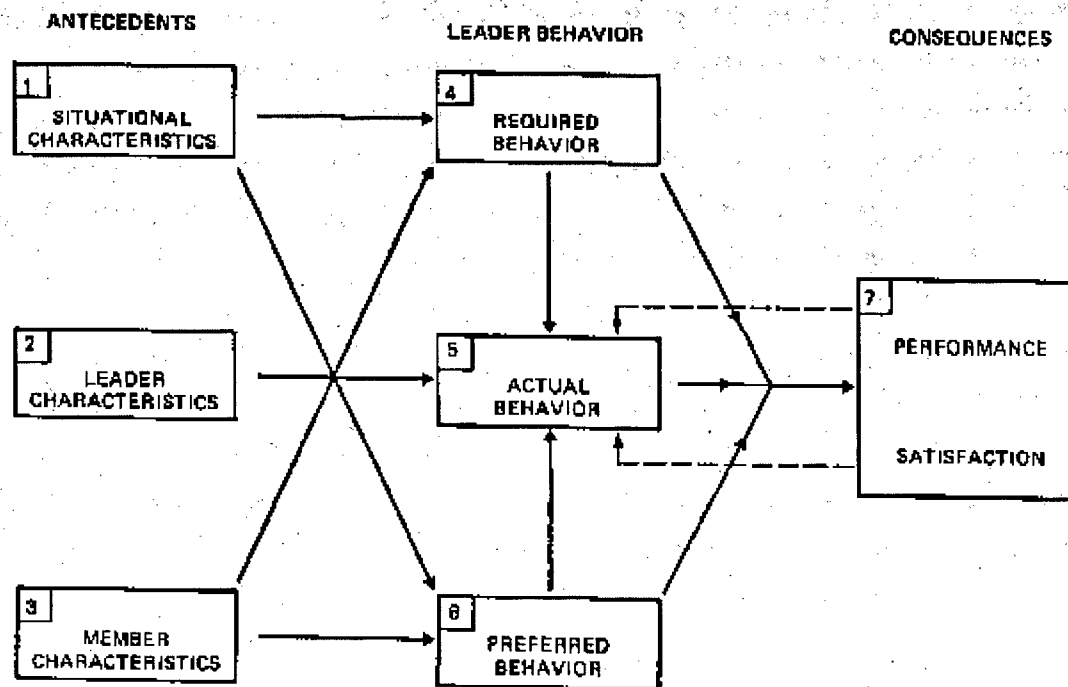 ANTECEDENTS
LEADER BEHAVIOR
CONSEQUENCES
1
SITUATIONAL
CHARACTERISTICS
4
REQUIRED
BEHAVIOR
2
LEADER
CHARACTERISTICS
5
ACTUAL
BEHAVIOR
7
PERFORMANCE
SATISFACTION
3
MEMBER
CHARACTERISTICS
6
PREFERRED
BEHAVIOR